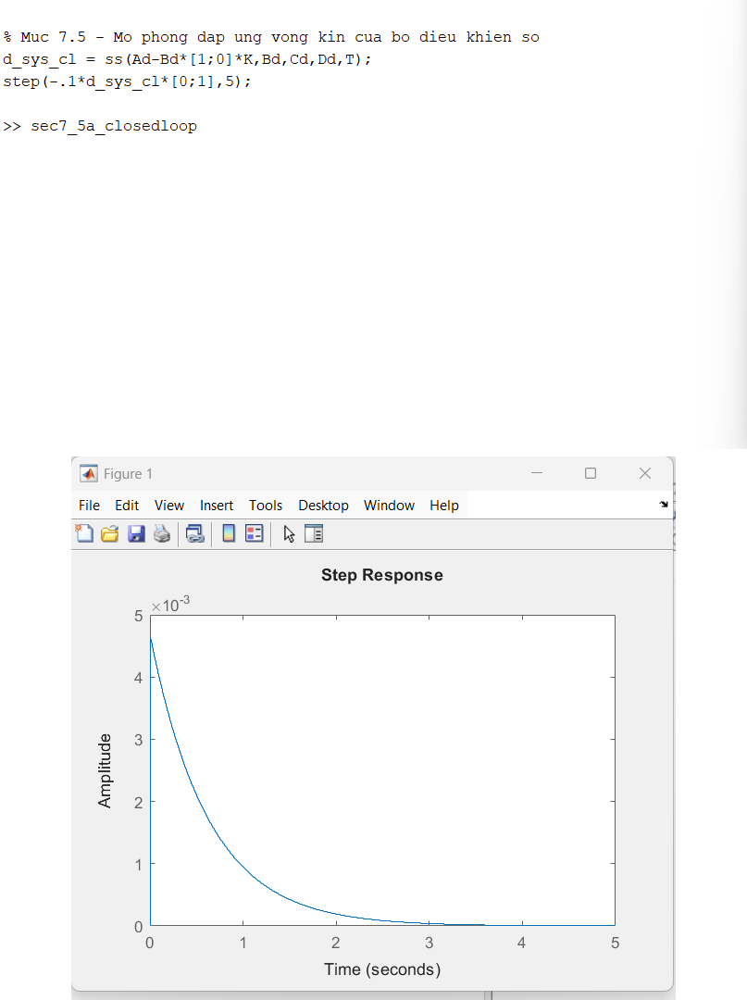 % Muc 7.5 - Mo phong dap ung vong kin cua bo dieu khien so
d_sys_cl = ss(Ad-Bd*[1;0]*K,Bd,Cd,Dd,T);
step(-.1*d_sys_cl*[0;1],5);
>> sec7_5a_closedloop
Figure 1
File Edit View Insert Tools Desktop Window Help
Step Response
×10-3
5
4
3
2
1
0
Amplitude
0 1 2 3 4 5
Time (seconds)